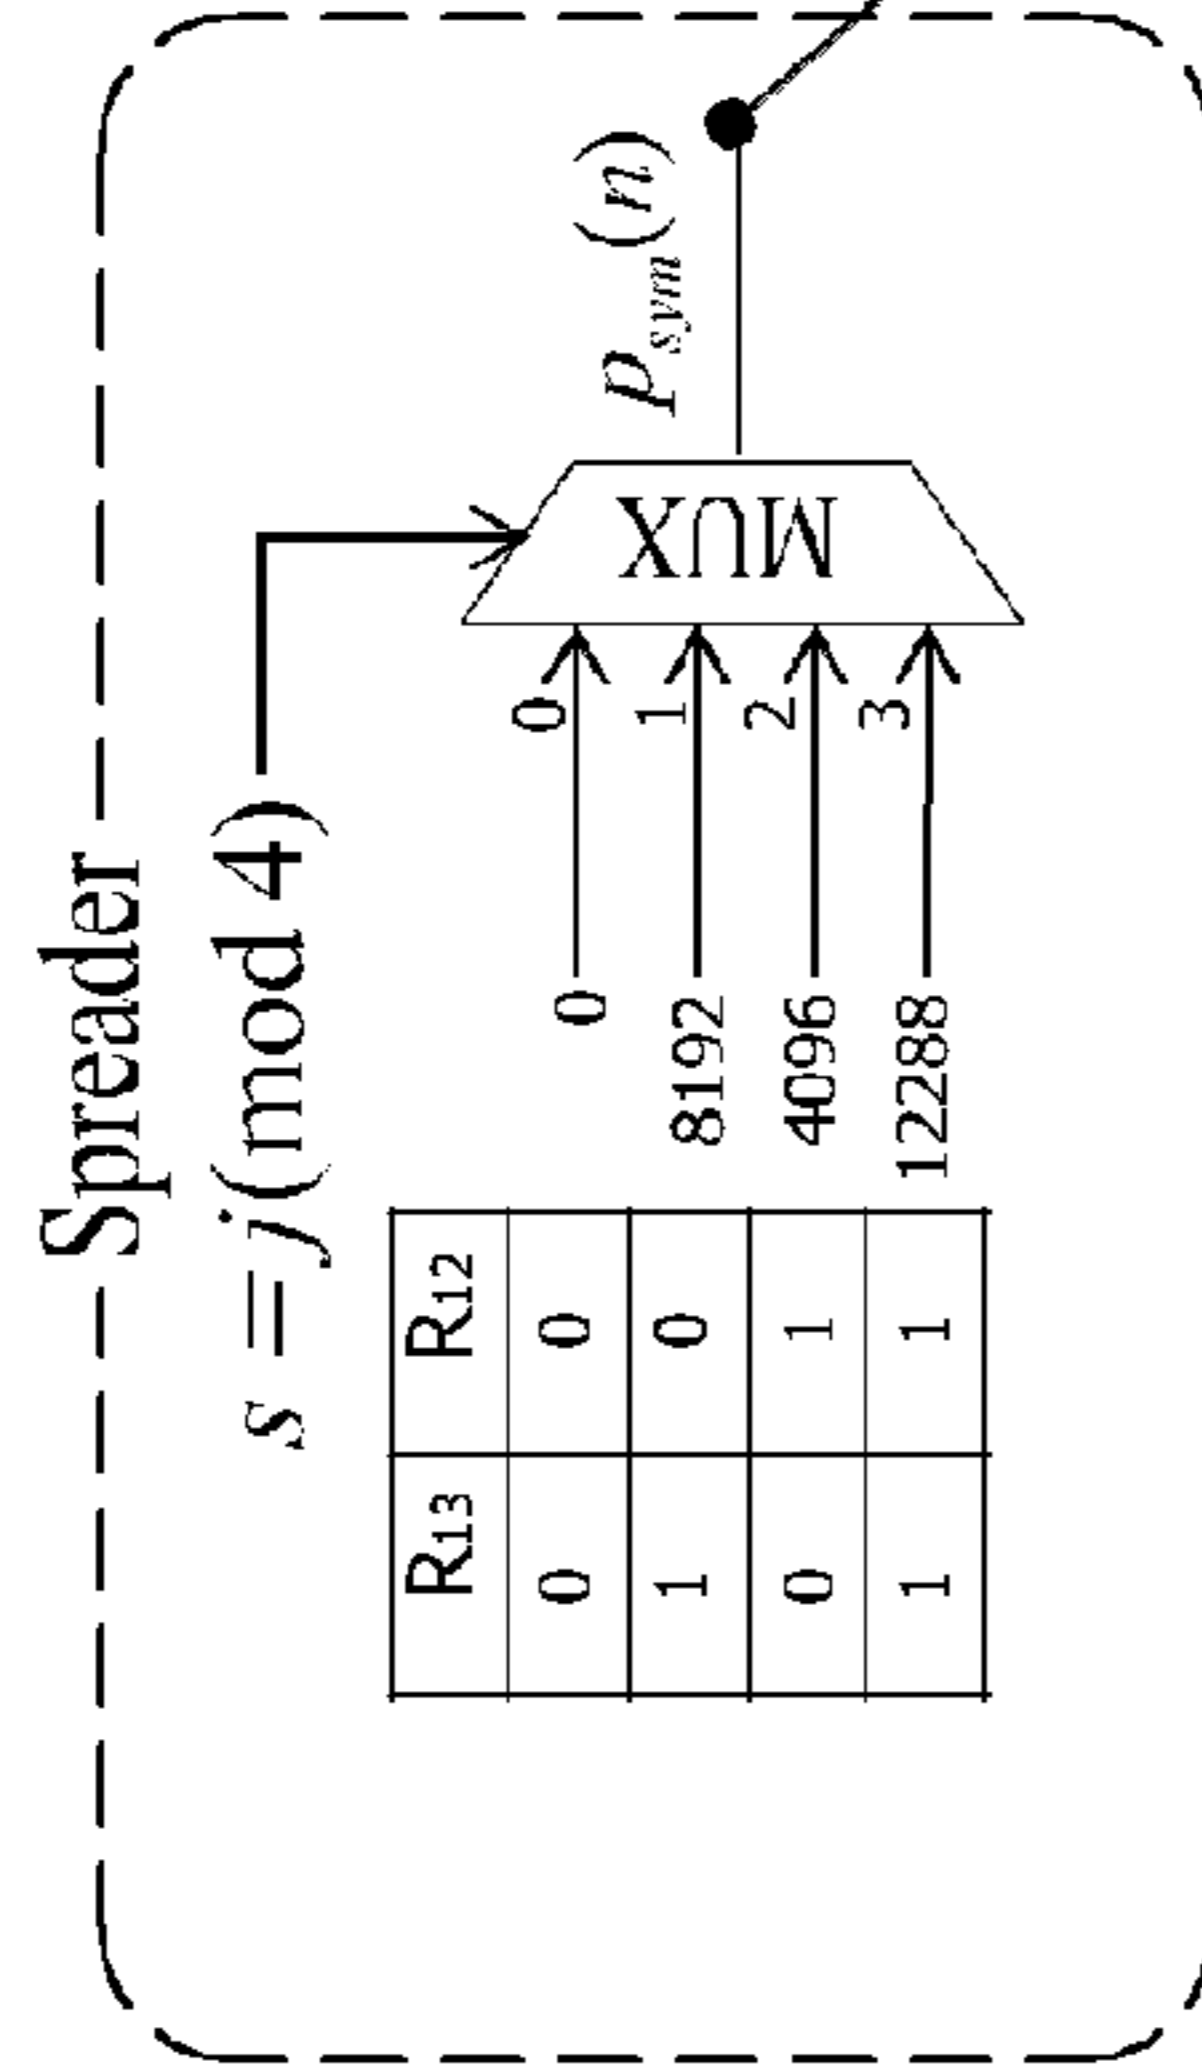 Spreader
s = j(mod 4)
R13 R12
0 0 0 0
1 0 8192 1
0 1 4096 2
1 1 12288 3
MUX
p_sym(n)